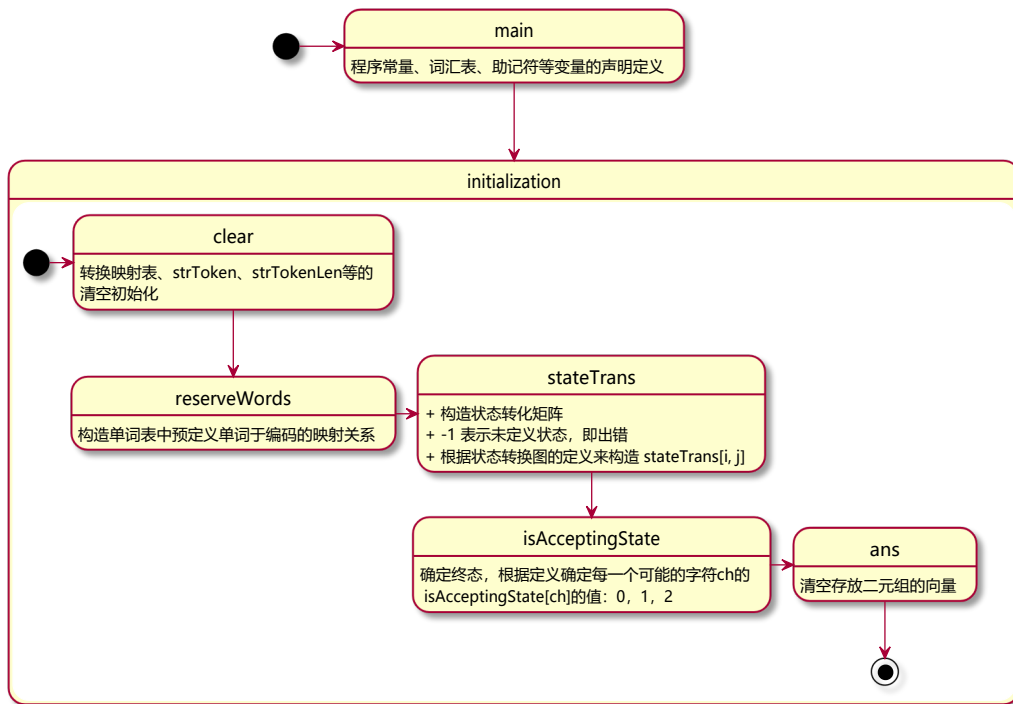 main
程序常量、词汇表、助记符等变量的声明定义
initialization
clear
转换映射表、strToken、strTokenLen等的
清空初始化
reserveWords
构造单词表中预定义单词于编码的映射关系
stateTrans
+ 构造状态转化矩阵
+ -1 表示未定义状态，即出错
+ 根据状态转换图的定义来构造 stateTrans[i, j]
isAcceptingState
确定终态，根据定义确定每一个可能的字符ch的
isAcceptingState[ch]的值：0，1，2
ans
清空存放二元组的向量